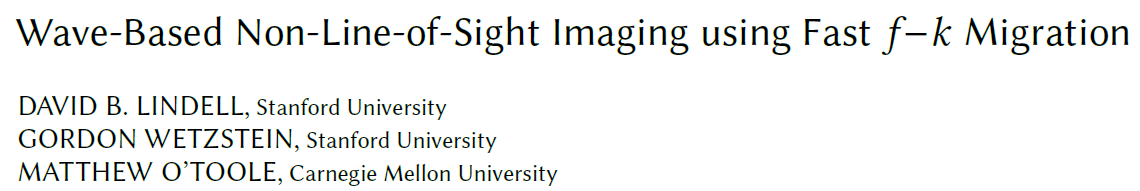 Wave-Based Non-Line-of-Sight Imaging using Fast f−k Migration
DAVID B. LINDELL, Stanford University
GORDON WETZSTEIN, Stanford University
MATTHEW O'TOOLE, Carnegie Mellon University